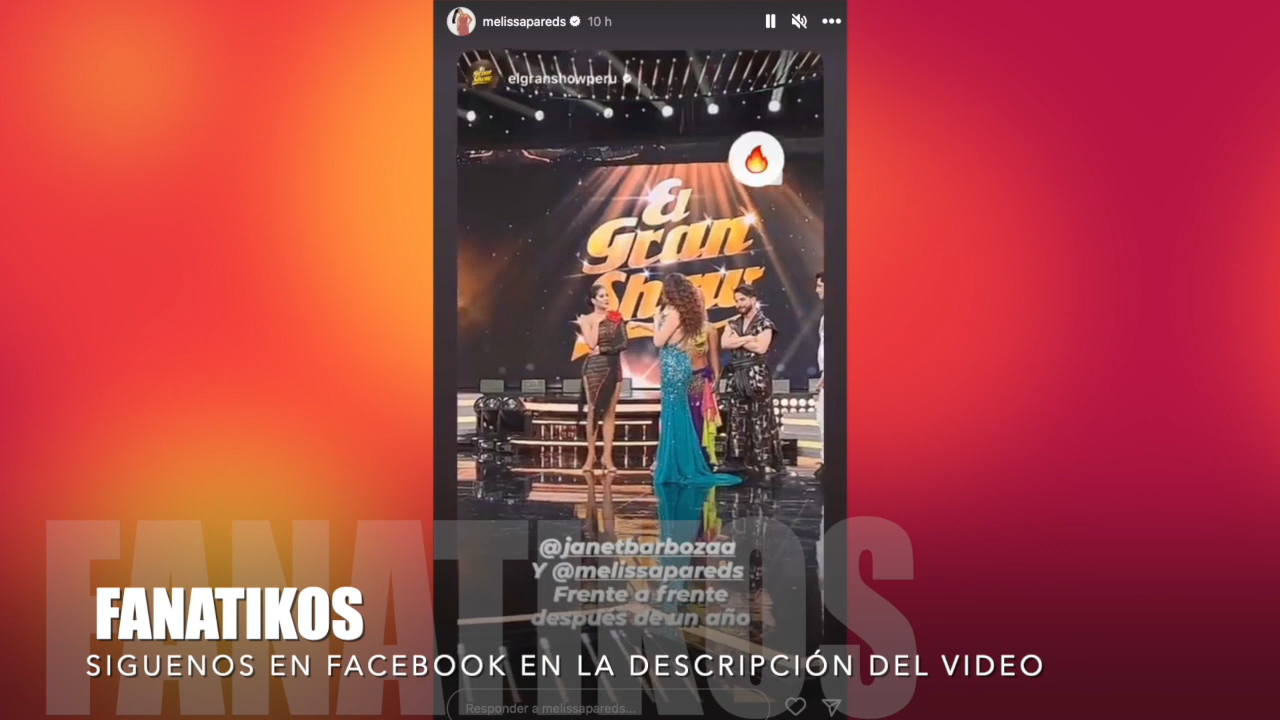 melissapareds 10 h
elgranshowperu
El
Gran
Show
@janetbarbozaa
Y @melissapareds
Frente a frente
después de un año
FANATIKOS
FANATIKOS
SIGUENOS EN FACEBOOK EN LA DESCRIPCIÓN DEL VIDEO
Responder a melissapareds...